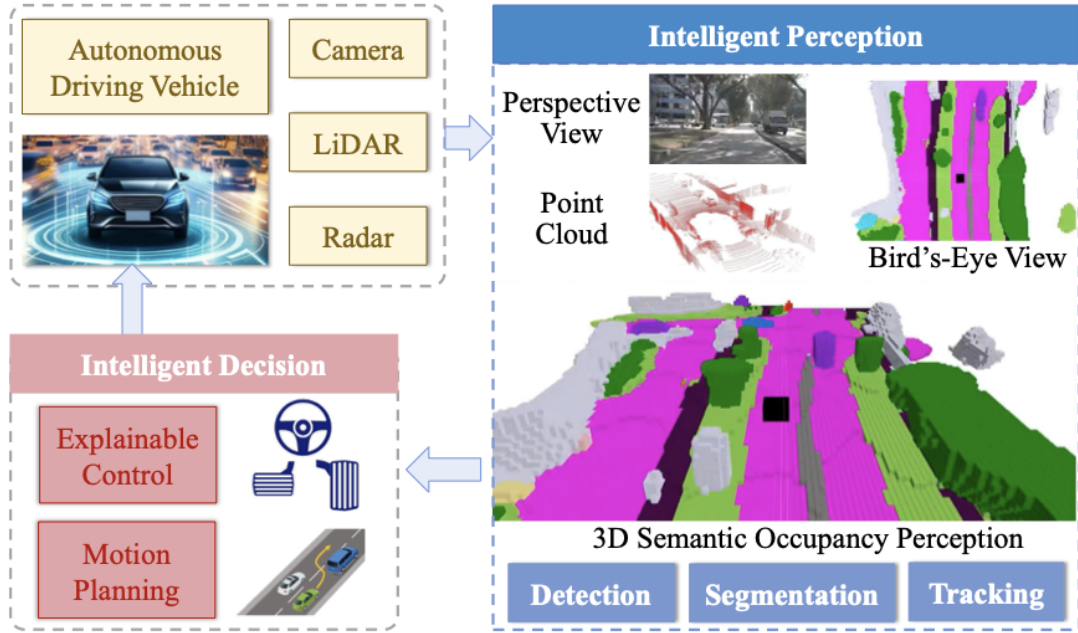 Autonomous
Driving Vehicle
Camera
LiDAR
Radar
Intelligent Perception
Perspective
View
Point
Cloud
Bird's-Eye View
3D Semantic Occupancy Perception
Detection
Segmentation
Tracking
Intelligent Decision
Explainable
Control
Motion
Planning